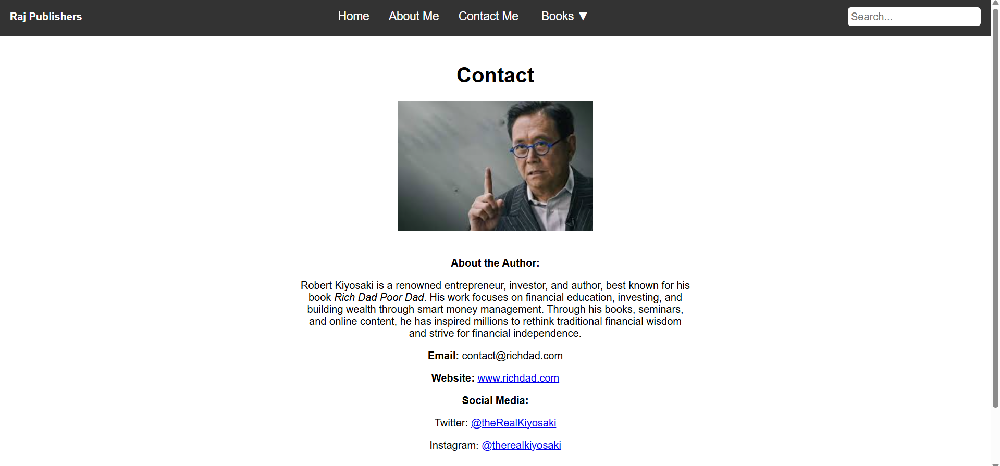 Raj Publishers
Home About Me Contact Me Books ▼
Search...
Contact
About the Author:
Robert Kiyosaki is a renowned entrepreneur, investor, and author, best known for his
book Rich Dad Poor Dad. His work focuses on financial education, investing, and
building wealth through smart money management. Through his books, seminars,
and online content, he has inspired millions to rethink traditional financial wisdom
and strive for financial independence.
Email: contact@richdad.com
Website: www.richdad.com
Social Media:
Twitter: @theRealKiyosaki
Instagram: @therealkiyosaki